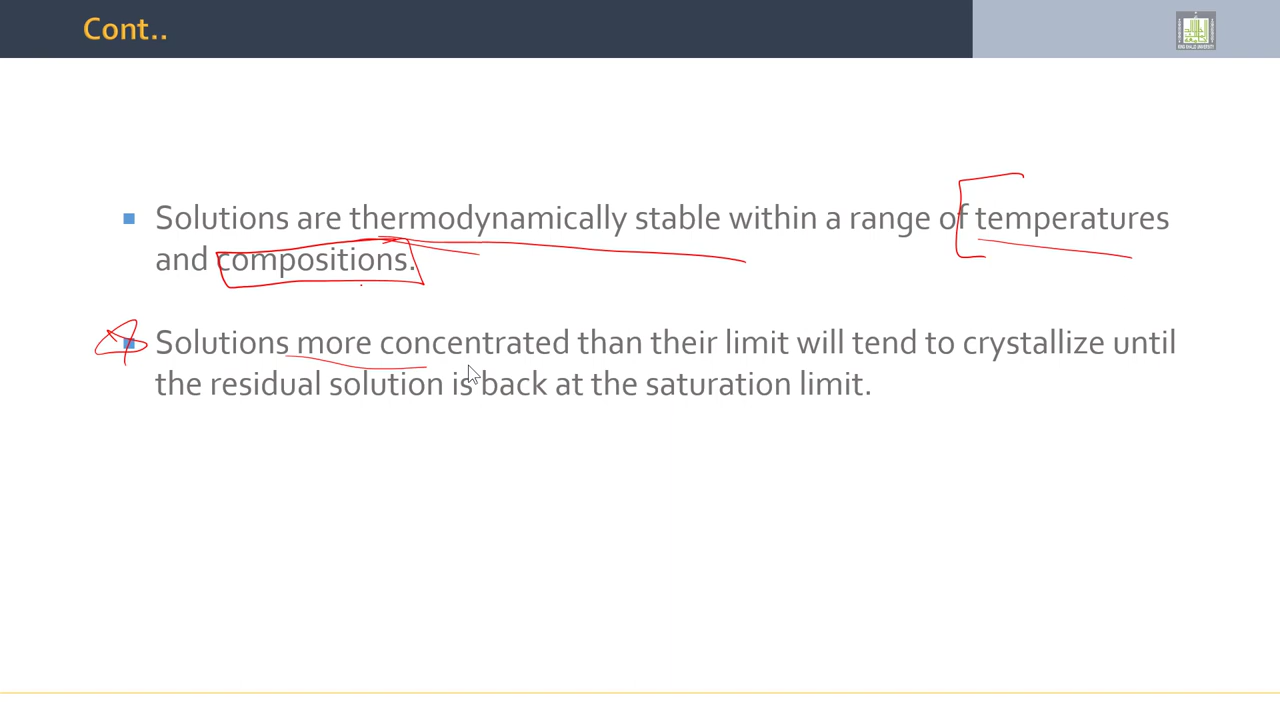 Cont..
Solutions are thermodynamically stable within a range of temperatures
and compositions.
Solutions more concentrated than their limit will tend to crystallize until
the residual solution is back at the saturation limit.